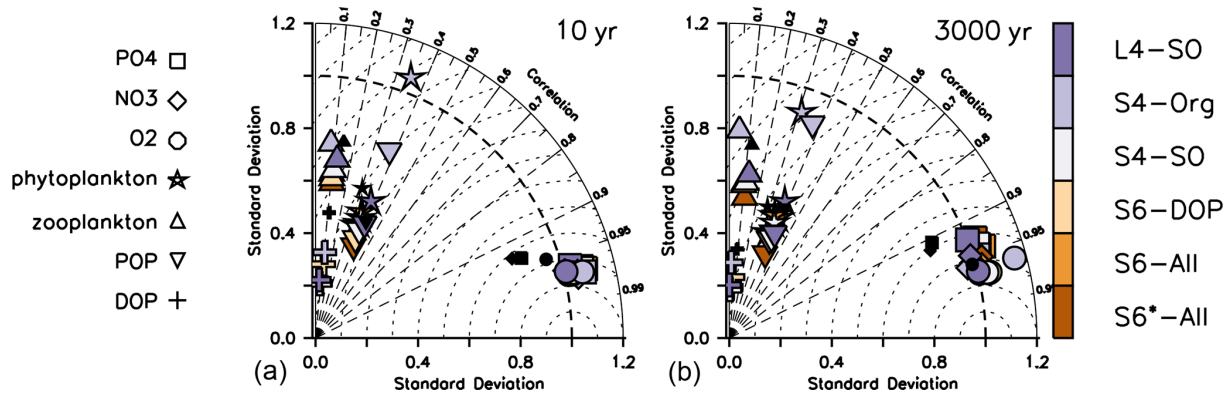 PO4
NO3
O2
phytoplankton
zooplankton
POP
DOP
10 yr
1.2
0.8
0.4
0.0
Standard Deviation
0.1
0.2
0.3
0.4
0.5
0.6
0.7
0.8
0.9
0.95
0.99
Correlation
0.0
0.4
0.8
1.2
Standard Deviation
(a)
3000 yr
1.2
0.8
0.4
0.0
Standard Deviation
0.1
0.2
0.3
0.4
0.5
0.6
0.7
0.8
0.9
0.95
Correlation
0.0
0.4
0.8
1.2
Standard Deviation
(b)
L4-SO
S4-Org
S4-SO
S6-DOP
S6-All
S6*-All